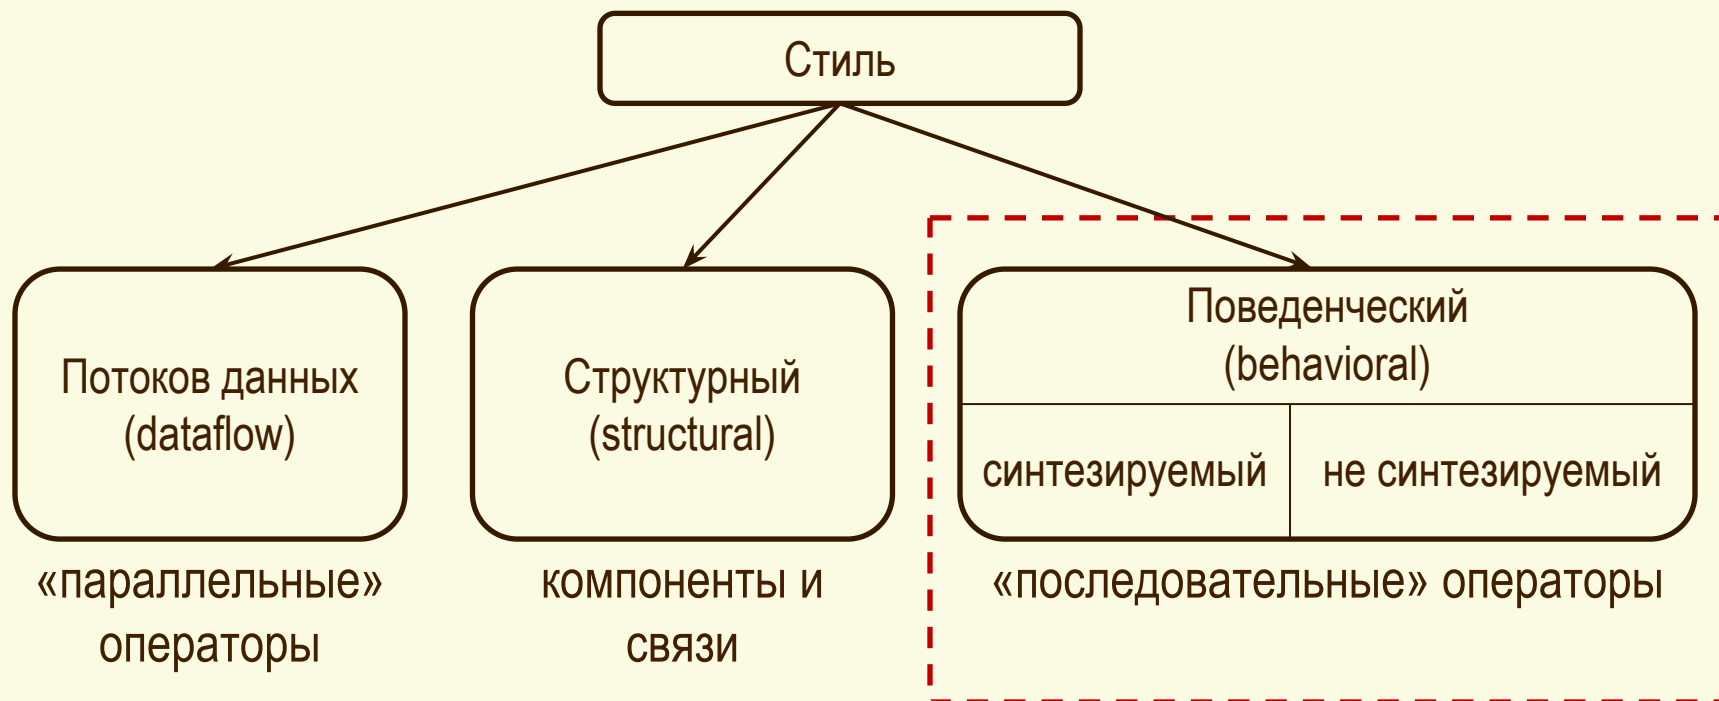 Стиль
Потоков данных
(dataflow)
«параллельные»
операторы
Структурный
(structural)
компоненты и
связи
Поведенческий
(behavioral)
синтезируемый
не синтезируемый
«последовательные» операторы